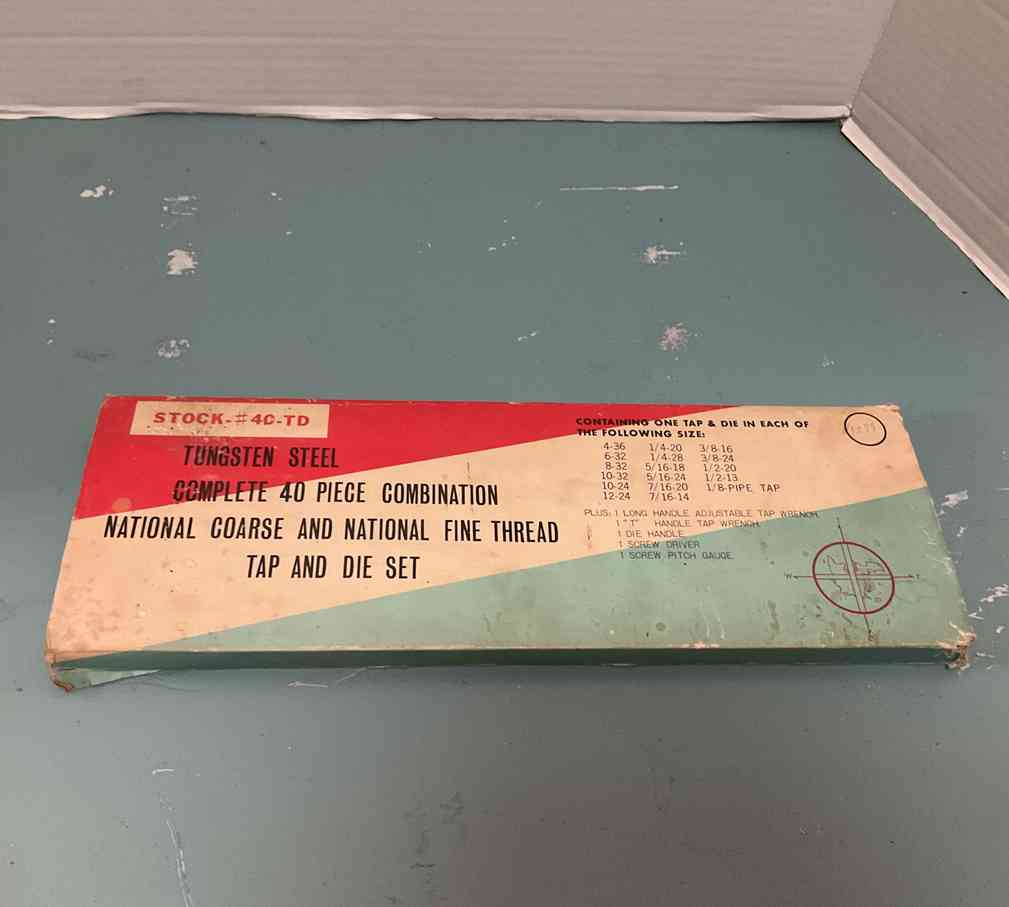 STOCK-#40-TD
TUNGSTEN STEEL
COMPLETE 40 PIECE COMBINATION
NATIONAL COARSE AND NATIONAL FINE THREAD
TAP AND DIE SET
CONTAINING ONE TAP & DIE IN EACH OF
THE FOLLOWING SIZE:
4-36 1/4-20 3/8-16
6-32 1/4-28 3/8-24
8-32 5/16-18 1/2-20
10-32 5/16-24 1/2-13
10-24 7/16-20 1/8-PIPE TAP
12-24 7/16-14
PLUS: 1 LONG HANDLE ADJUSTABLE TAP WRENCH.
1 "T" HANDLE TAP WRENCH.
1 DIE HANDLE
1 SCREW DRIVER
1 SCREW PITCH GAUGE
W E